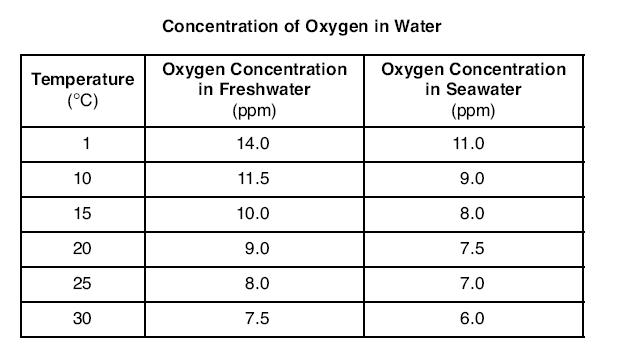 Concentration of Oxygen in Water
Temperature
(°C)
Oxygen Concentration
in Freshwater
(ppm)
Oxygen Concentration
in Seawater
(ppm)
1 14.0 11.0
10 11.5 9.0
15 10.0 8.0
20 9.0 7.5
25 8.0 7.0
30 7.5 6.0